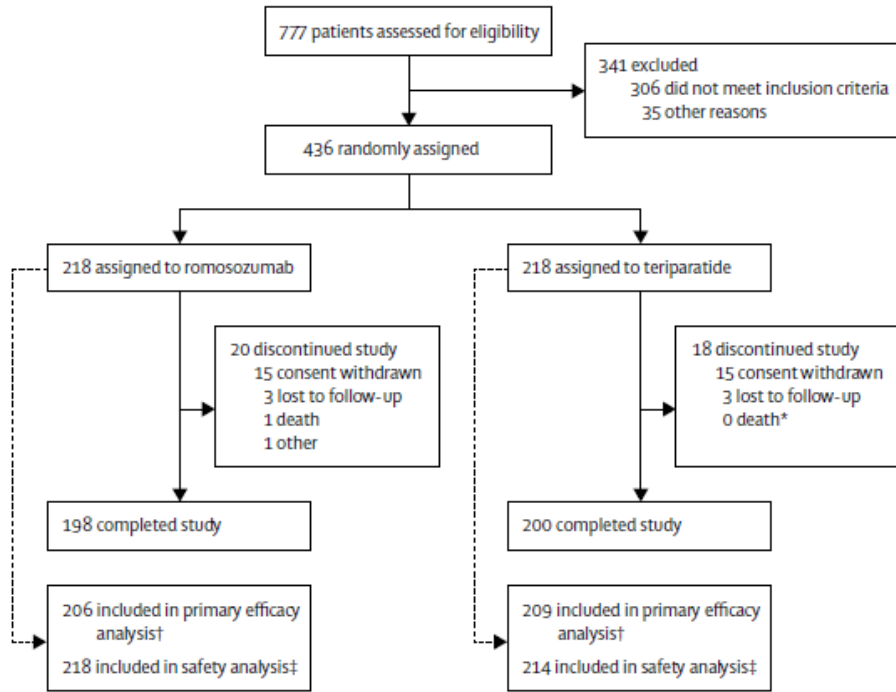 777 patients assessed for eligibility
341 excluded
306 did not meet inclusion criteria
35 other reasons
436 randomly assigned
218 assigned to romosozumab
218 assigned to teriparatide
20 discontinued study
15 consent withdrawn
3 lost to follow-up
1 death
1 other
18 discontinued study
15 consent withdrawn
3 lost to follow-up
0 death*
198 completed study
200 completed study
206 included in primary efficacy
analysis†
218 included in safety analysis‡
209 included in primary efficacy
analysis†
214 included in safety analysis‡